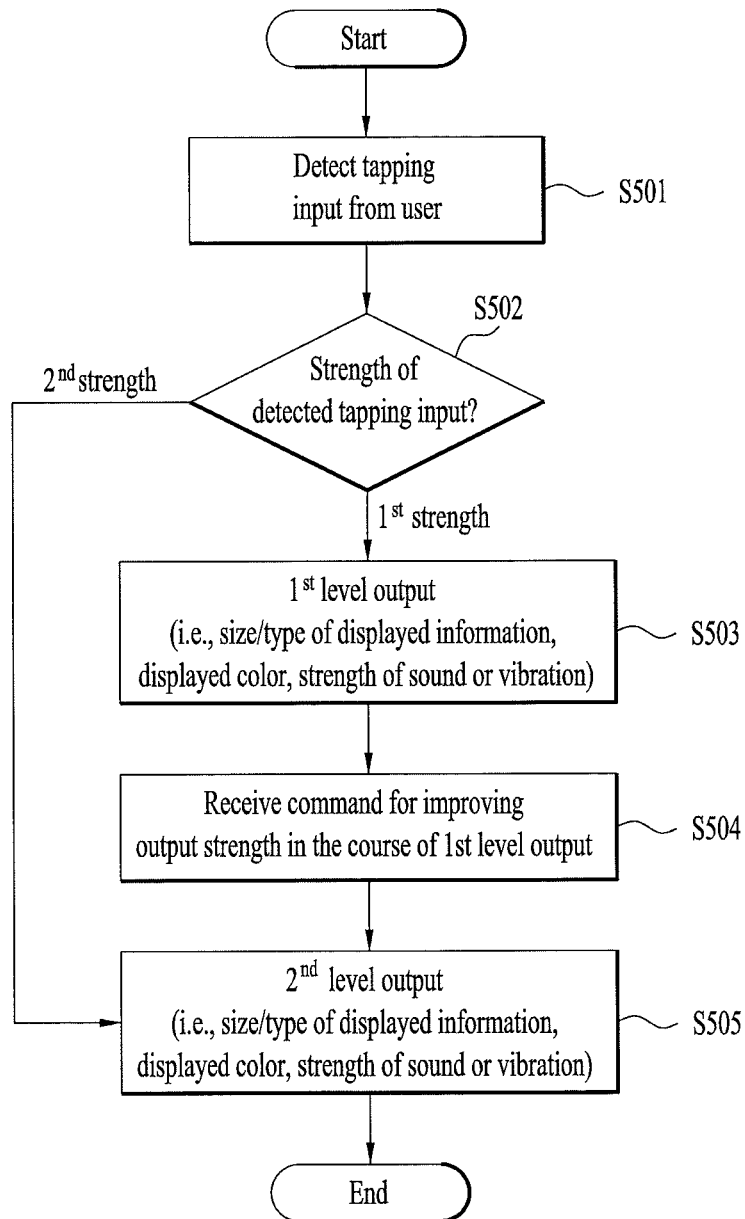 Start
Detect tapping
input from user
S501
S502
Strength of
detected tapping input?
2nd strength
1st strength
1st level output
(i.e., size/type of displayed information,
displayed color, strength of sound or vibration)
S503
Receive command for improving
output strength in the course of 1st level output
S504
2nd level output
(i.e., size/type of displayed information,
displayed color, strength of sound or vibration)
S505
End